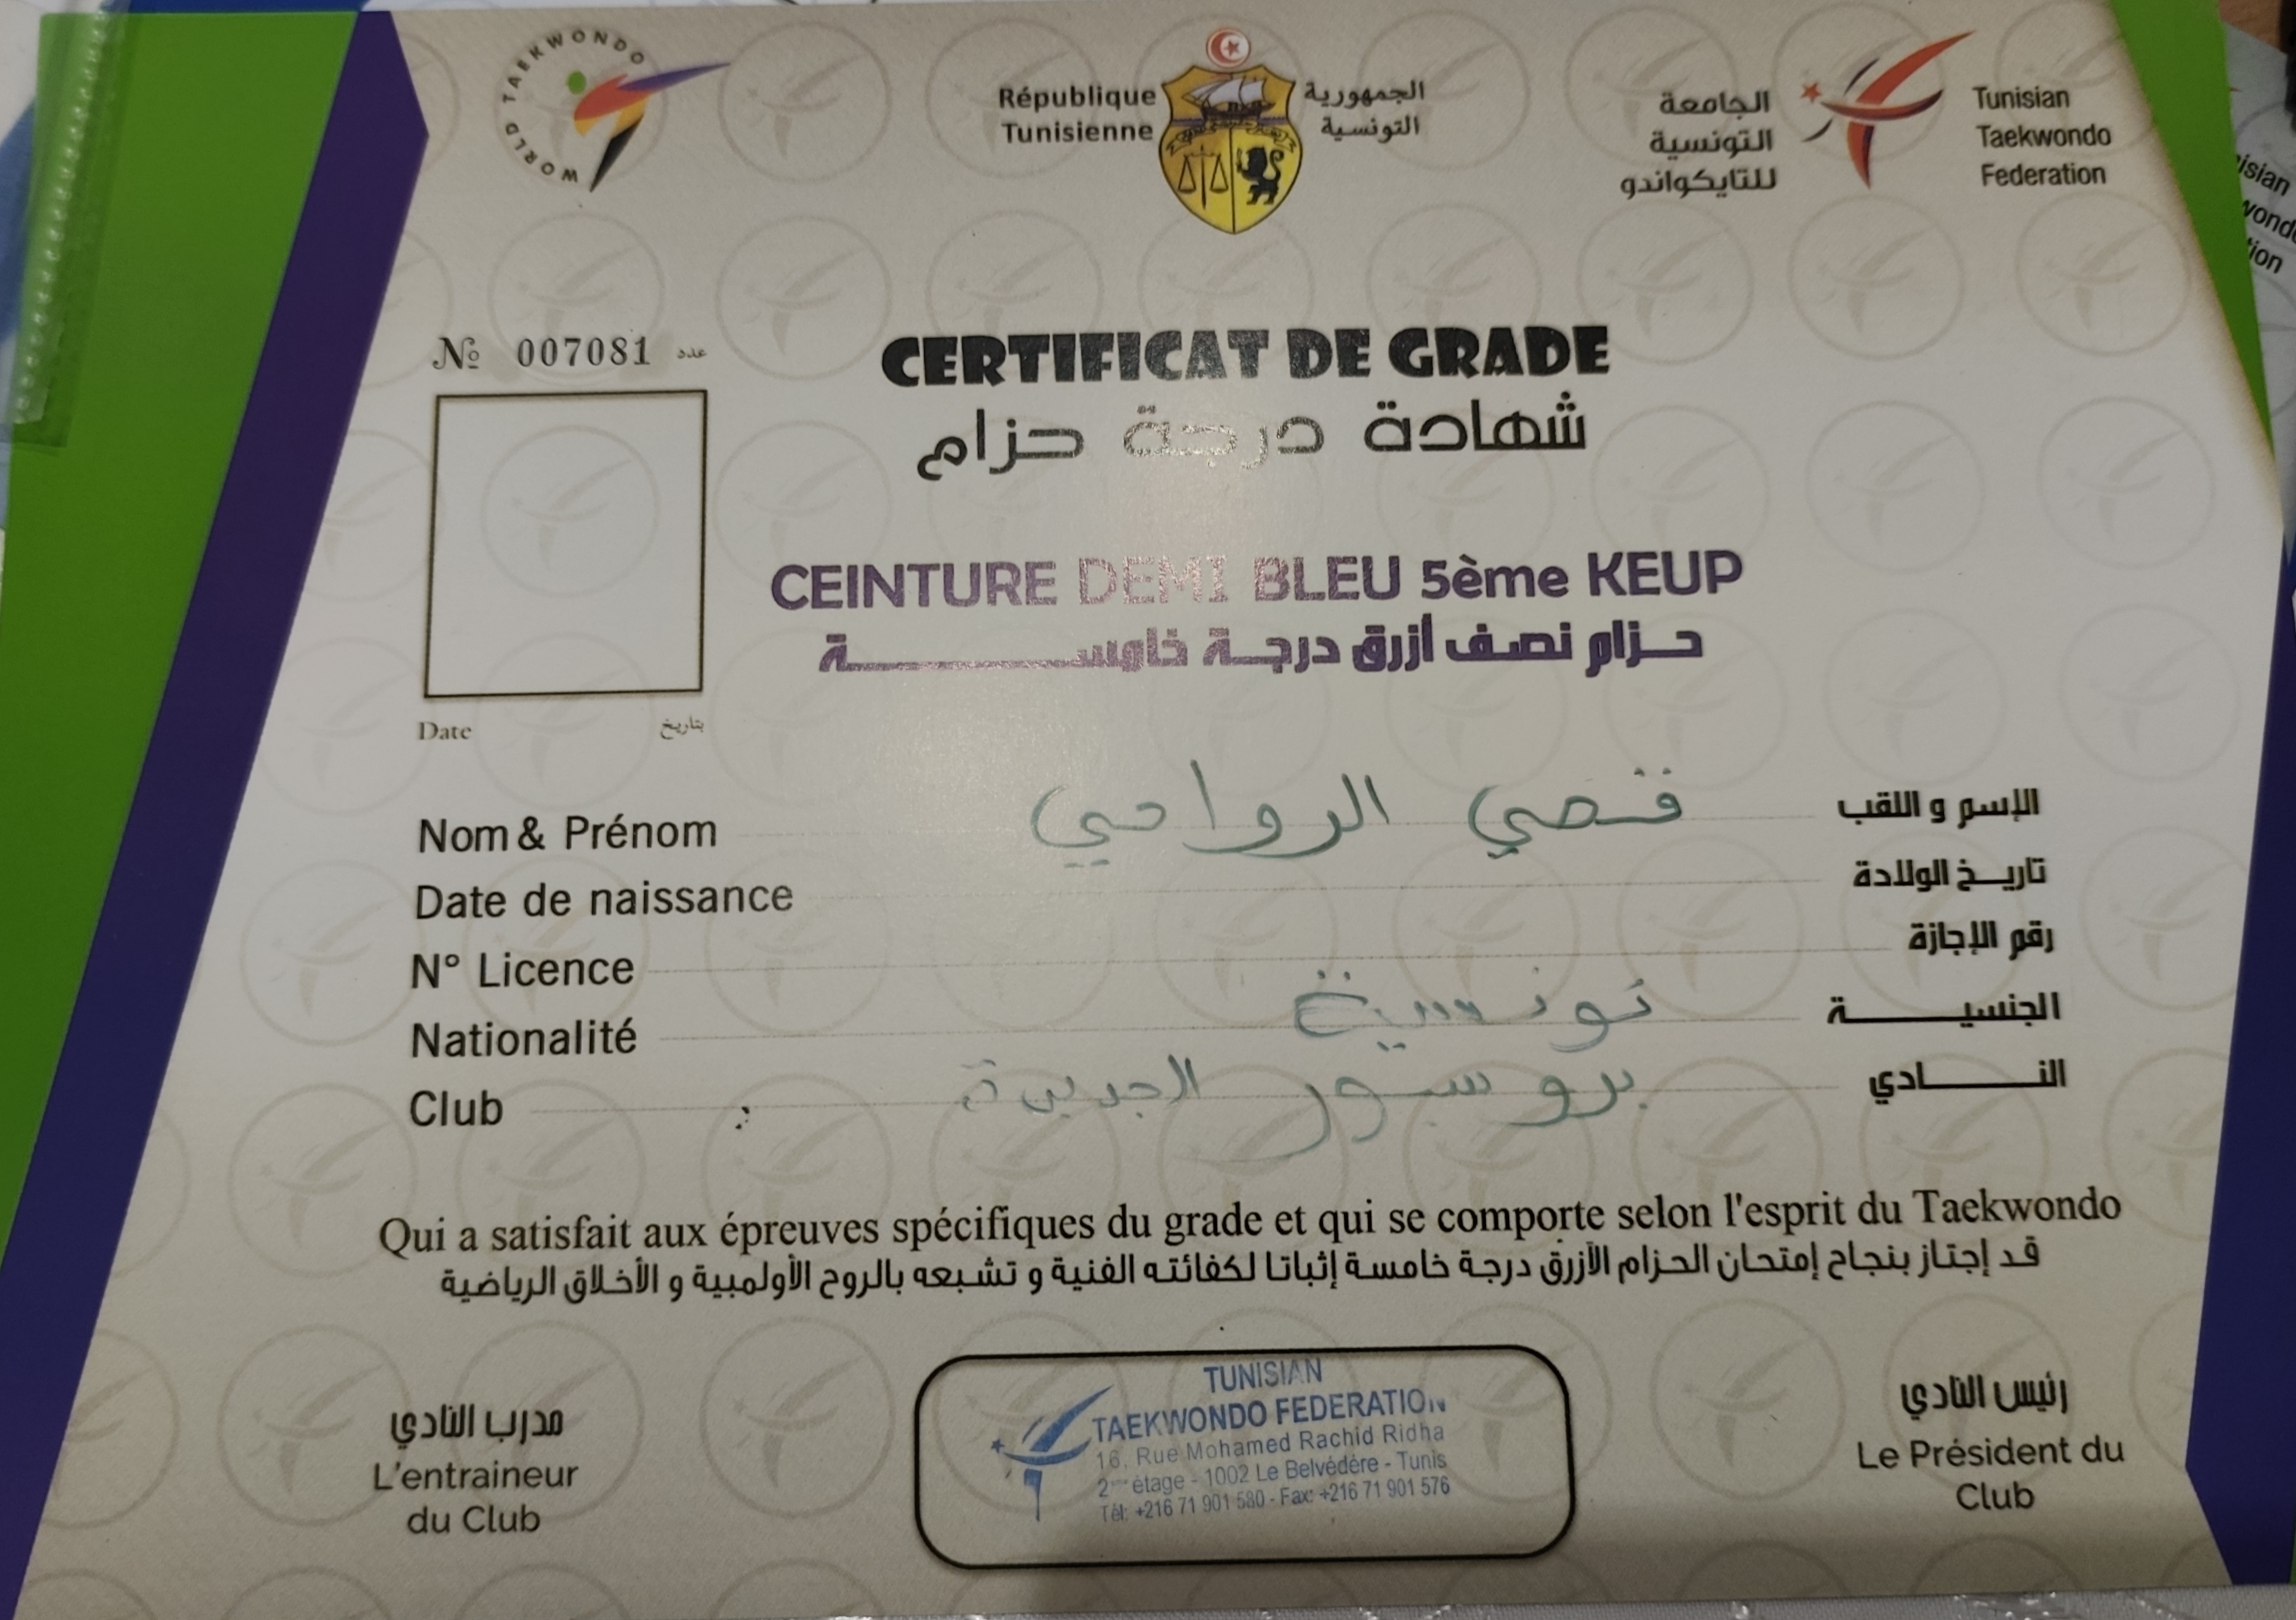 WORLD TAEKWONDO
République
Tunisienne
الجمهورية
التونسية
الجامعة
التونسية
للتايكواندو
Tunisian
Taekwondo
Federation
isian
tion
№ 007081 عدد
CERTIFICAT DE GRADE
شهادة درجة حزام
CEINTURE DEMI BLEU 5ème KEUP
حزام نصف أزرق درجة خامسة
Date بتاريخ
Nom & Prénom قصي الرواحي الإسم و اللقب
Date de naissance تاريخ الولادة
N° Licence رقم الإجازة
Nationalité تونسية الجنسية
Club بروسبور الجديدة النادي
Qui a satisfait aux épreuves spécifiques du grade et qui se comporte selon l'esprit du Taekwondo
قد إجتاز بنجاح إمتحان الحزام الأزرق درجة خامسة إثباتا لكفائته الفنية و تشبعه بالروح الأولمبية و الأخلاق الرياضية
مدرب النادي
L'entraineur
du Club
TUNISIAN
TAEKWONDO FEDERATION
16, Rue Mohamed Rachid Ridha
2ème étage - 1002 Le Belvédére - Tunis
Tél: +216 71 901 580 - Fax: +216 71 901 576
رئيس النادي
Le Président du
Club